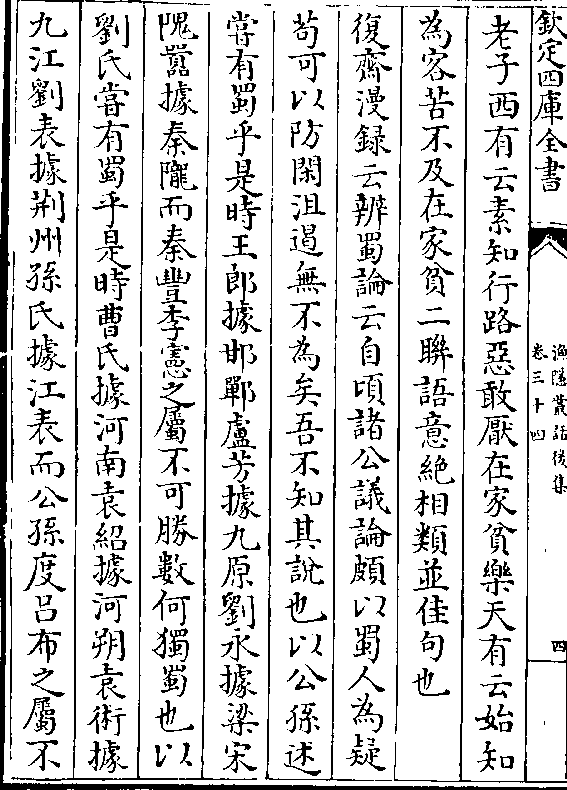 欽定四庫全書
漁隱叢話後集
卷三十四
四
老子西有云素知行路惡敢厭在家貧樂天有云始知
為客苦不及在家貧二聯語意絶相類並佳句也
復齋漫録云辨蜀論云自頃諸公議論頗以蜀人為疑
苟可以防閑沮遏無不為矣吾不知其說也以公孫述
嘗有蜀乎是時王郎據邯鄲盧芳據九原劉永據梁宋
隗囂據秦隴而秦豐李憲之屬不可勝數何獨蜀也以
劉氏嘗有蜀乎是時曹氏據河南袁紹據河朔袁術據
九江劉表據荆州孫氏據江表而公孫度吕布之屬不